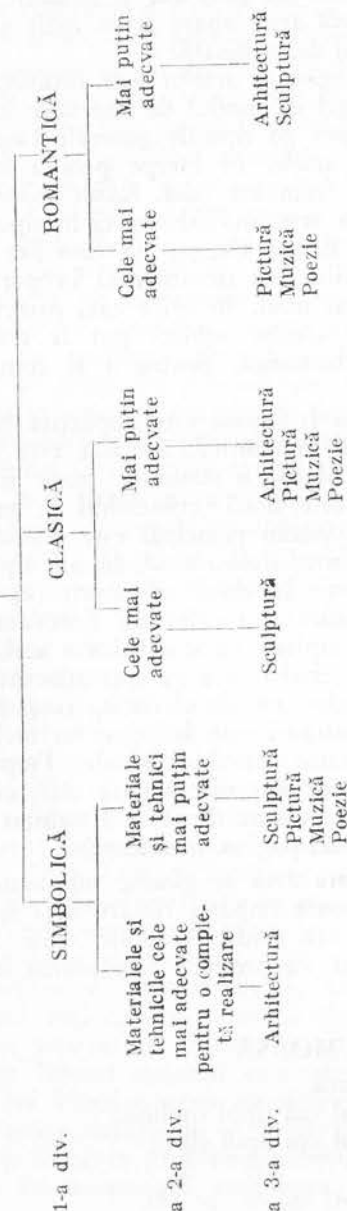 1-a div.
SIMBOLICĂ
CLASICĂ
ROMANTICĂ
a 2-a div.
Materialele și
tehnicile cele
mai adecvate
pentru o comple-
tă realizare
Materiale
și tehnici
mai puțin
adecvate
Cele mai
adecvate
Mai puțin
adecvate
Cele mai
adecvate
Mai puțin
adecvate
a 3-a div.
Arhitectură
Sculptură
Pictură
Muzică
Poezie
Sculptură
Arhitectură
Pictură
Muzică
Poezie
Pictură
Muzică
Poezie
Arhitectură
Sculptură